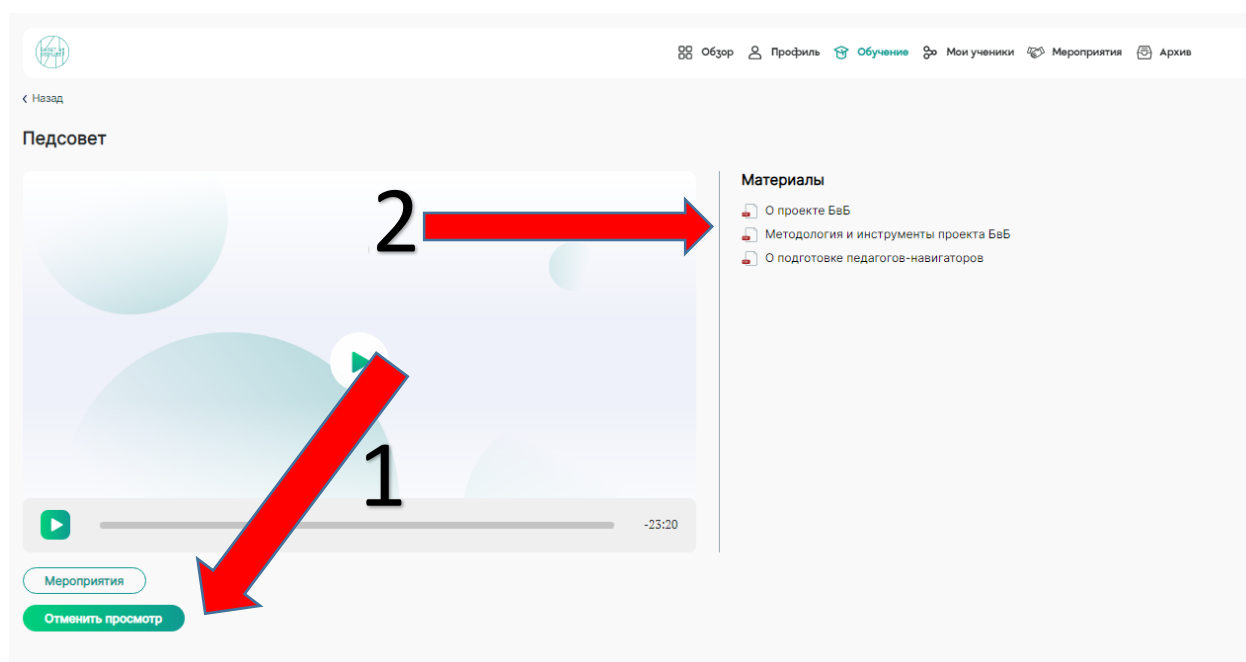 Обзор Профиль Обучение Мои ученики Мероприятия Архив
Назад
Педсовет
2
1
-23:20
Мероприятия
Отменить просмотр
Материалы
О проекте БвБ
Методология и инструменты проекта БвБ
О подготовке педагогов-навигаторов